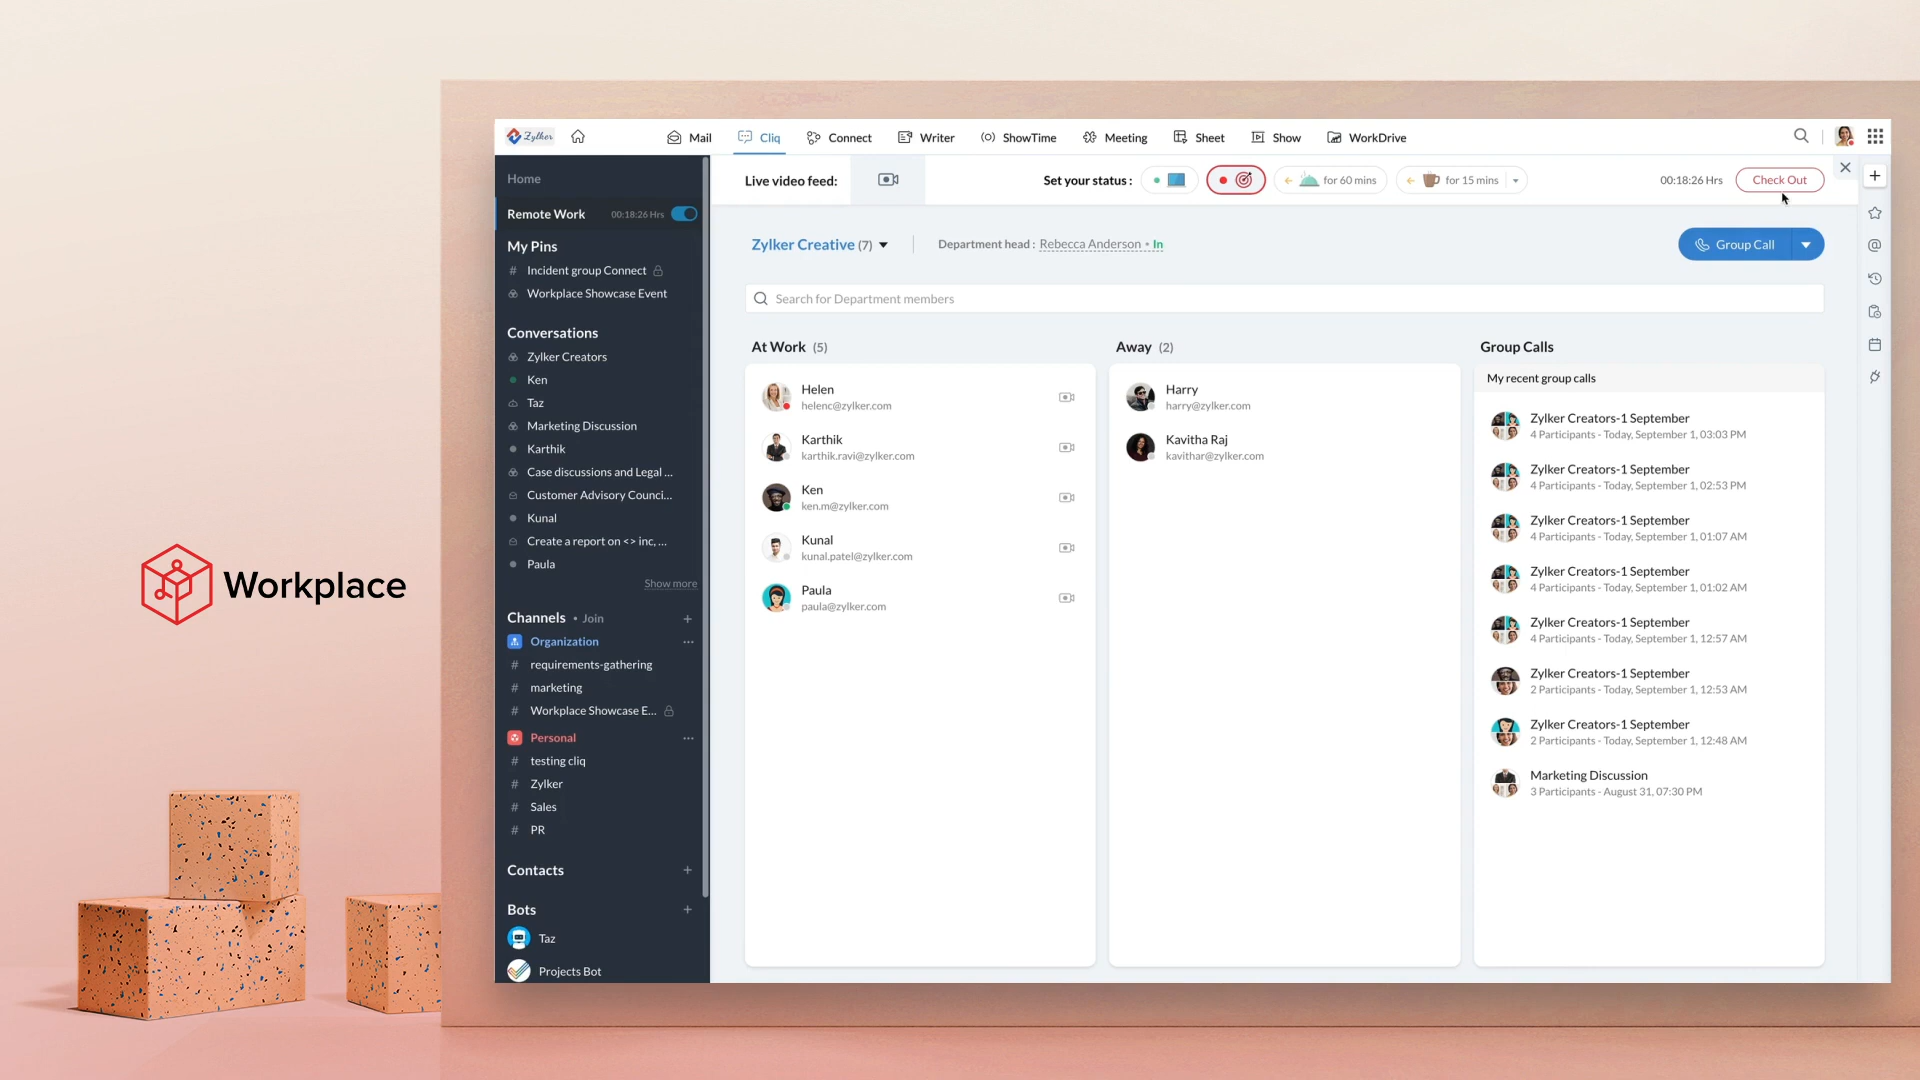 Workplace
Zylker
Mail
Cliq
Connect
Writer
ShowTime
Meeting
Sheet
Show
WorkDrive
Home
Remote Work 00:18:26 Hrs
My Pins
# Incident group Connect
Workplace Showcase Event
Conversations
Zylker Creators
Ken
Taz
Marketing Discussion
Karthik
Case discussions and Legal ...
Customer Advisory Counci...
Kunal
Create a report on <> inc, ...
Paula
Show more
Channels • Join +
Organization ...
# requirements-gathering
# marketing
# Workplace Showcase E...
Personal ...
# testing cliq
# Zylker
# Sales
# PR
Contacts +
Bots +
Taz
Projects Bot
Live video feed:
Set your status :
for 60 mins
for 15 mins
00:18:26 Hrs
Check Out
Zylker Creative (7)
Department head : Rebecca Anderson • In
Group Call
Search for Department members
At Work (5)
Helen
helenc@zylker.com
Karthik
karthik.ravi@zylker.com
Ken
ken.m@zylker.com
Kunal
kunal.patel@zylker.com
Paula
paula@zylker.com
Away (2)
Harry
harry@zylker.com
Kavitha Raj
kavithar@zylker.com
Group Calls
My recent group calls
Zylker Creators-1 September
4 Participants - Today, September 1, 03:03 PM
Zylker Creators-1 September
4 Participants - Today, September 1, 02:53 PM
Zylker Creators-1 September
4 Participants - Today, September 1, 01:07 AM
Zylker Creators-1 September
4 Participants - Today, September 1, 01:02 AM
Zylker Creators-1 September
4 Participants - Today, September 1, 12:57 AM
Zylker Creators-1 September
2 Participants - Today, September 1, 12:53 AM
Zylker Creators-1 September
2 Participants - Today, September 1, 12:48 AM
Marketing Discussion
3 Participants - August 31, 07:30 PM